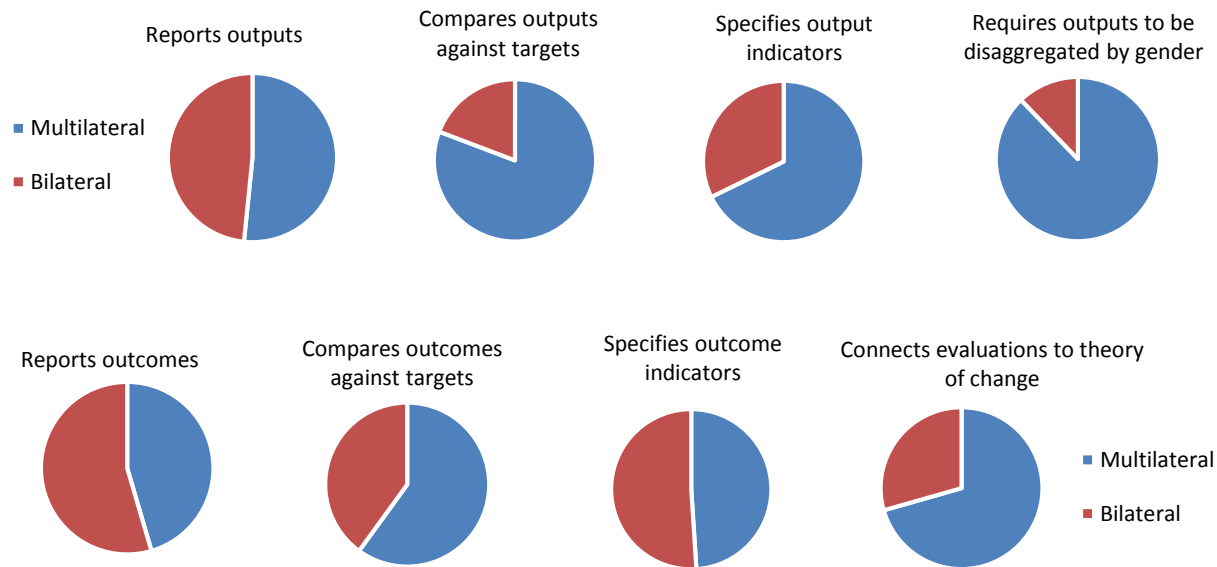 Reports outputs
Compares outputs
against targets
Specifies output
indicators
Requires outputs to be
disaggregated by gender
Multilateral
Bilateral
Reports outcomes
Compares outcomes
against targets
Specifies outcome
indicators
Connects evaluations to theory
of change
Multilateral
Bilateral